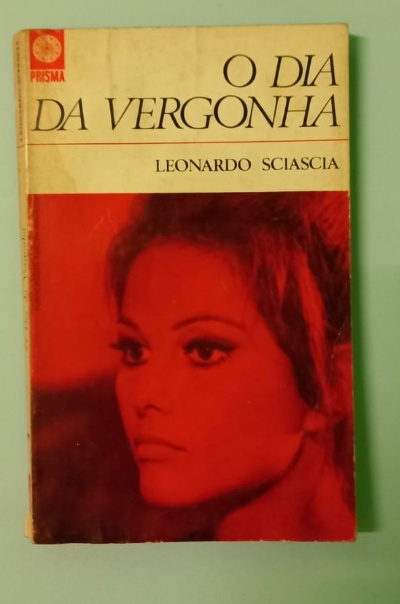 PRISMA
O DIA
DA VERGONHA
LEONARDO SCIASCIA